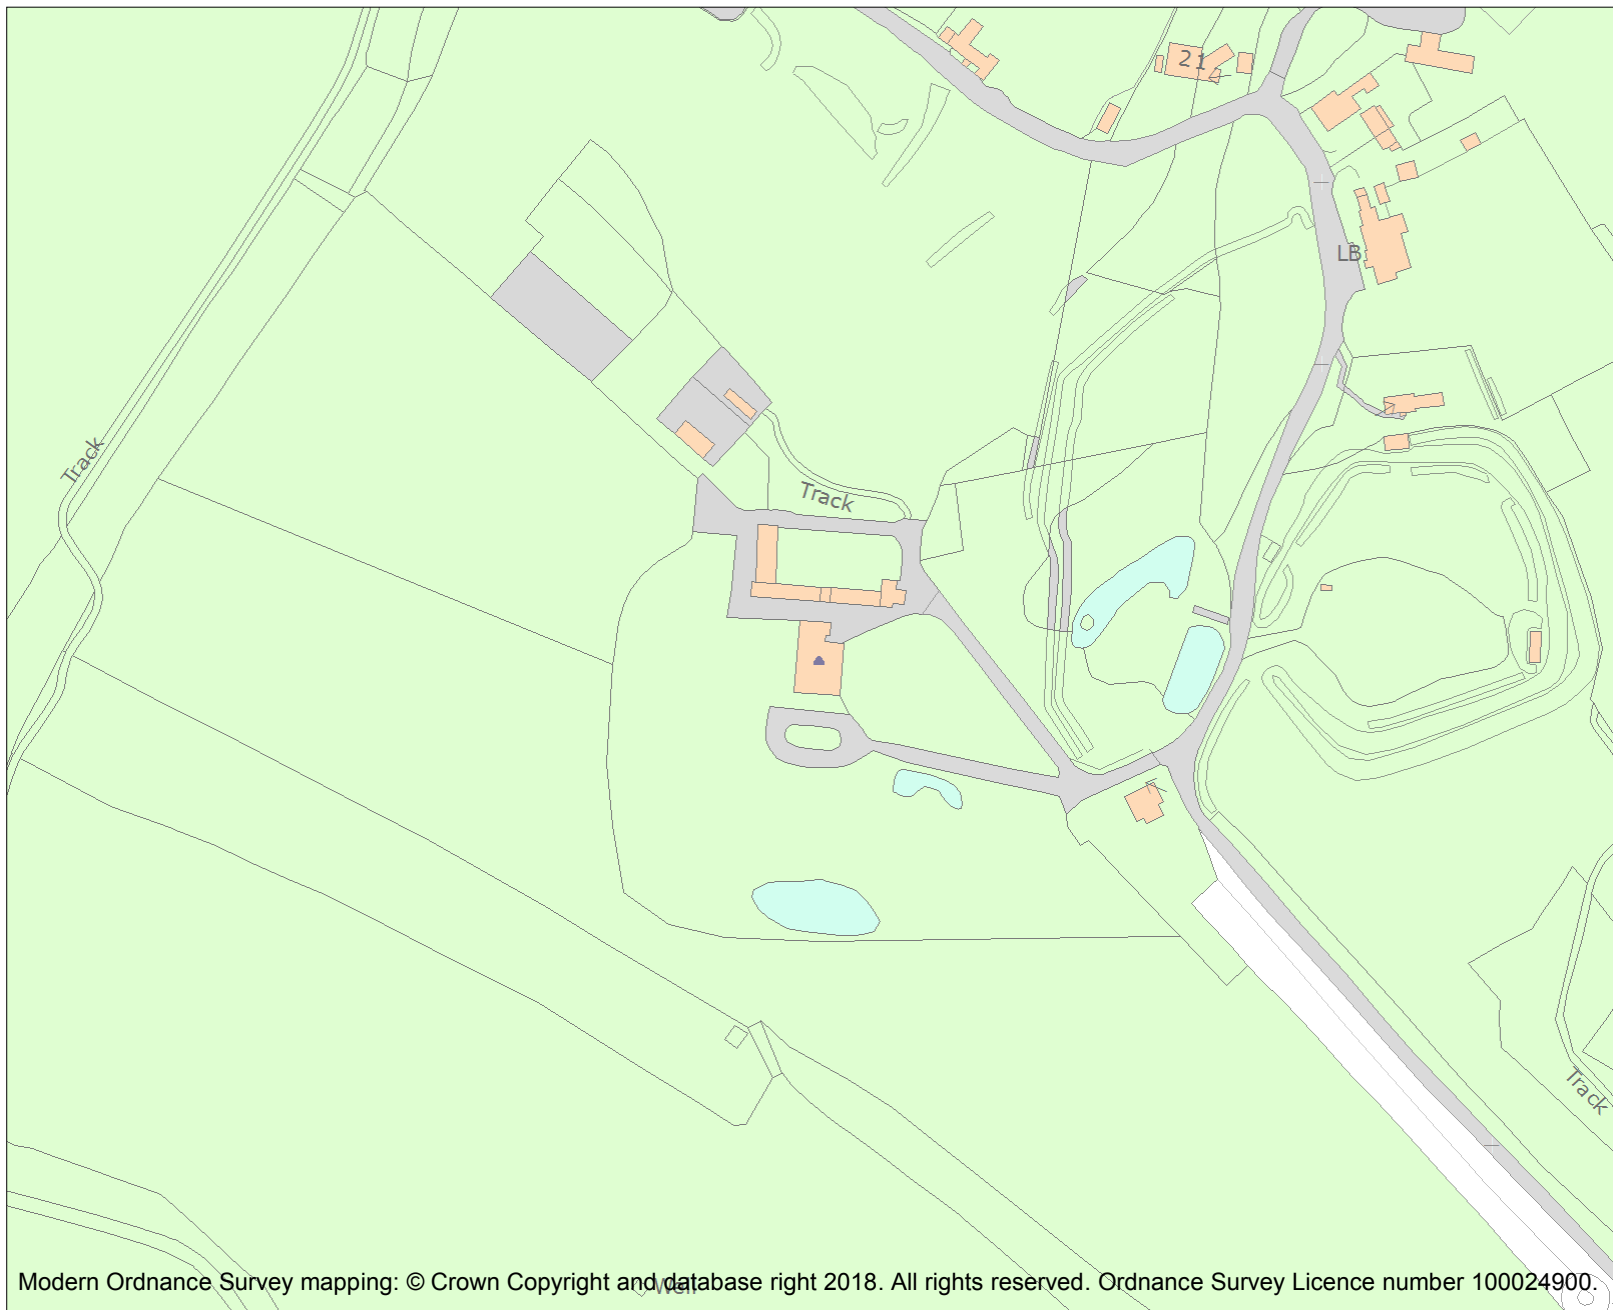 21
LB
Track
Track
Track
Well
Modern Ordnance Survey mapping: © Crown Copyright and database right 2018. All rights reserved. Ordnance Survey Licence number 100024900.